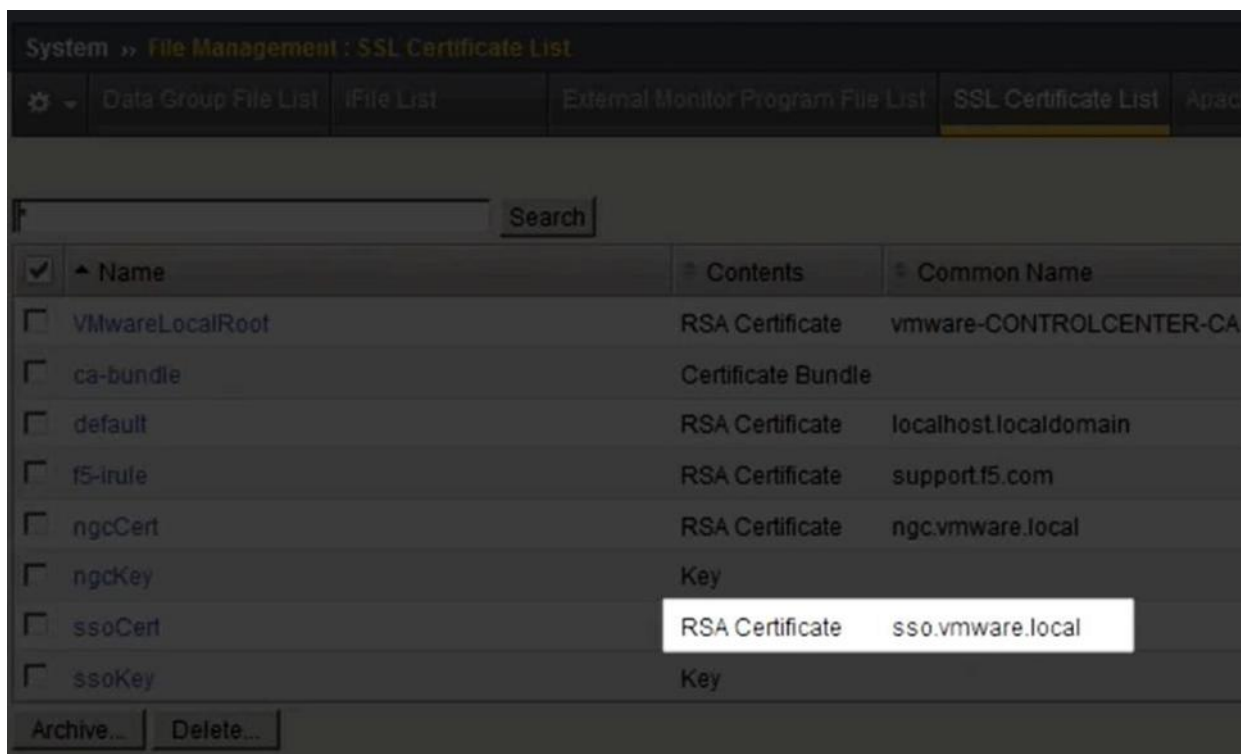 System » File Management : SSL Certificate List
Data Group File List iFile List External Monitor Program File List SSL Certificate List Apac
* Search
Name Contents Common Name
VMwareLocalRoot RSA Certificate vmware-CONTROLCENTER-CA
ca-bundle Certificate Bundle
default RSA Certificate localhost.localdomain
f5-irule RSA Certificate support.f5.com
ngcCert RSA Certificate ngc.vmware.local
ngcKey Key
ssoCert RSA Certificate sso.vmware.local
ssoKey Key
Archive... Delete...